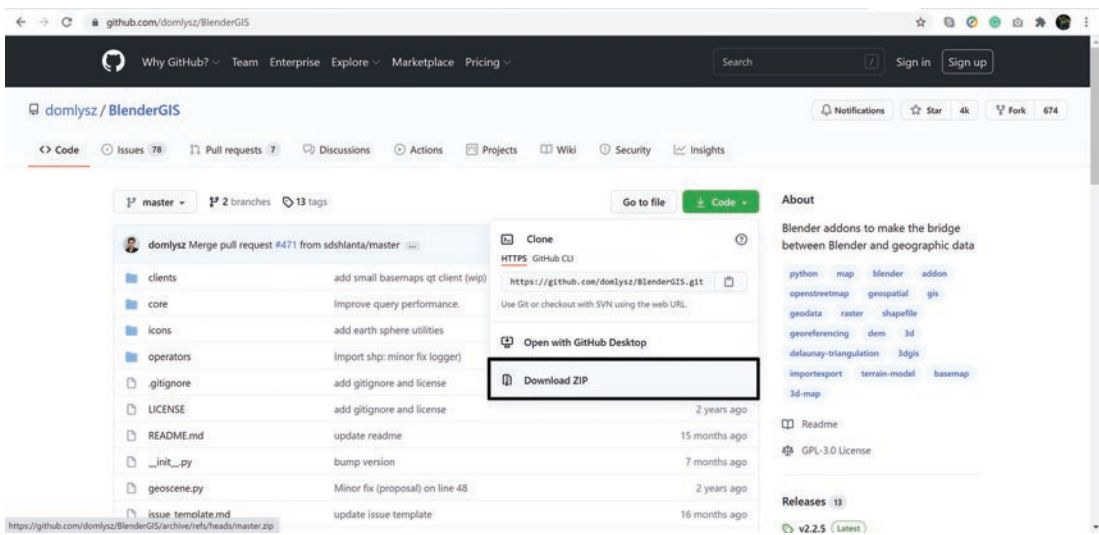 github.com/domlysz/BlenderGIS
Why GitHub? Team Enterprise Explore Marketplace Pricing Search / Sign in Sign up
domlysz / BlenderGIS Notifications Star 4k Fork 674
<> Code Issues 78 Pull requests 7 Discussions Actions Projects Wiki Security Insights
master 2 branches 13 tags Go to file Code
domlysz Merge pull request #471 from sdshlanta/master ...
clients add small basemaps qt client (wip)
core Improve query performance.
icons add earth sphere utilities
operators Import shp: minor fix logger)
.gitignore add gitignore and license
LICENSE add gitignore and license 2 years ago
README.md update readme 15 months ago
__init__.py bump version 7 months ago
geoscene.py Minor fix (proposal) on line 48 2 years ago
issue_template.md update issue template 16 months ago
Clone
HTTPS GitHub CLI
https://github.com/domlysz/BlenderGIS.git
Use Git or checkout with SVN using the web URL.
Open with GitHub Desktop
Download ZIP
About
Blender addons to make the bridge
between Blender and geographic data
python map blender addon
openstreetmap geospatial gis
geodata raster shapefile
georeferencing dem 3d
delaunay-triangulation 3dgis
importexport terrain-model basemap
3d-map
Readme
GPL-3.0 License
Releases 13
v2.2.5 Latest
https://github.com/domlysz/BlenderGIS/archive/refs/heads/master.zip